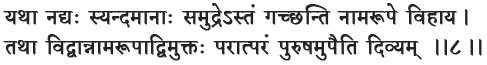 यथा नद्यः स्यन्दमानाः समुद्रेऽस्तं गच्छन्ति नामरूपे विहाय।
तथा विद्वान्नामरूपाद्विमुक्तः परात्परं पुरुषमुपैति दिव्यम् ॥८॥